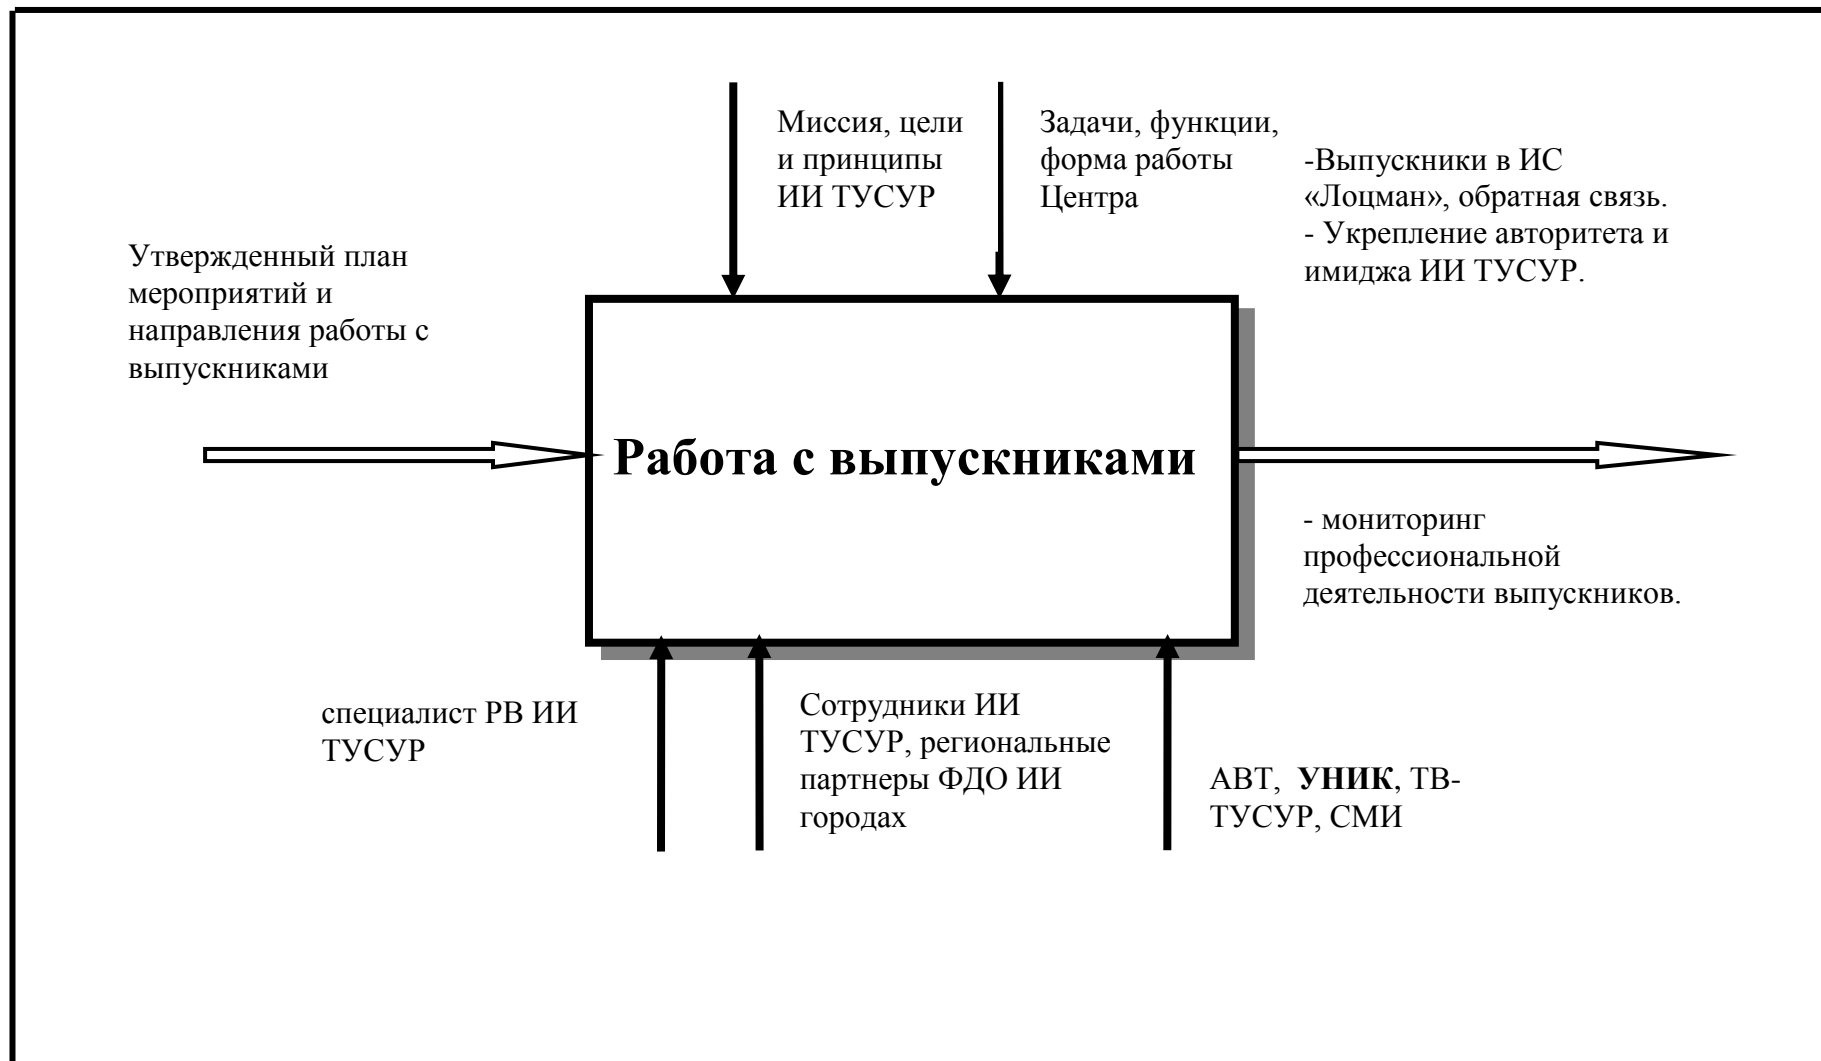 Миссия, цели
и принципы
ИИ ТУСУР
Задачи, функции,
форма работы
Центра
-Выпускники в ИС
«Лоцман», обратная связь.
- Укрепление авторитета и
имиджа ИИ ТУСУР.
Утвержденный план
мероприятий и
направления работы с
выпускниками
Работа с выпускниками
- мониторинг
профессиональной
деятельности выпускников.
специалист РВ ИИ
ТУСУР
Сотрудники ИИ
ТУСУР, региональные
партнеры ФДО ИИ
городах
АВТ, УНИК, ТВ-
ТУСУР, СМИ